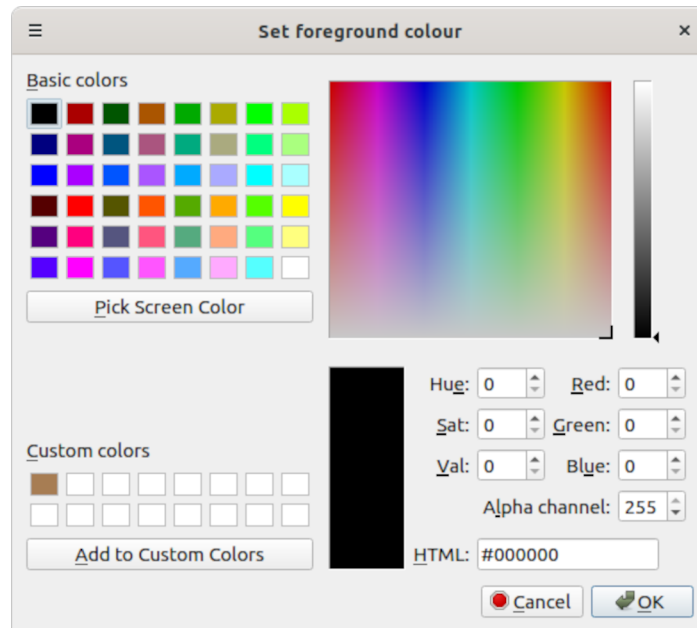 Set foreground colour
Basic colors
Pick Screen Color
Custom colors
Add to Custom Colors
Hue: 0 Red: 0
Sat: 0 Green: 0
Val: 0 Blue: 0
Alpha channel: 255
HTML: #000000
Cancel OK